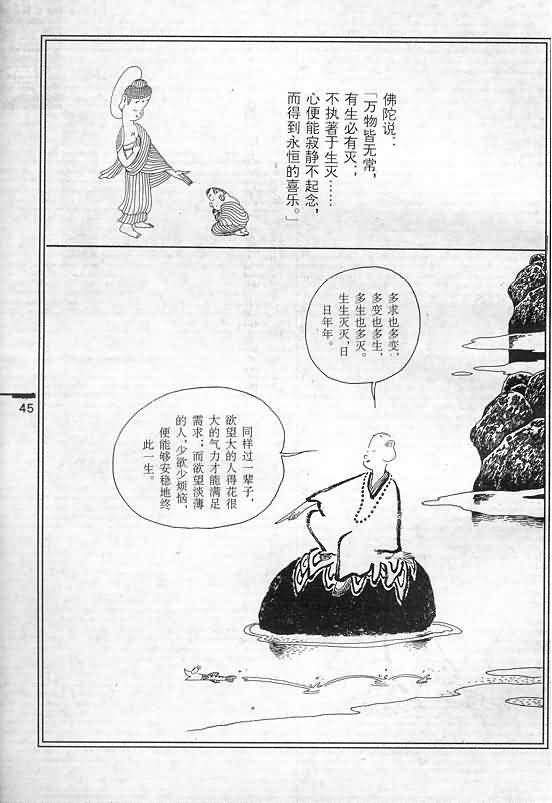 佛陀说：
「万物皆无常，
有生必有灭；
不执著于生灭……
心便能寂静不起念，
而得到永恒的喜乐。」
多求也多变，
多变也多生，
多生也多灭。
生生灭灭，日
日年年。
同样过一辈子，
欲望大的人得花很
大的气力才能满足
需求；而欲望淡薄
的人，少欲少烦恼，
便能够安稳地终
此一生。
45